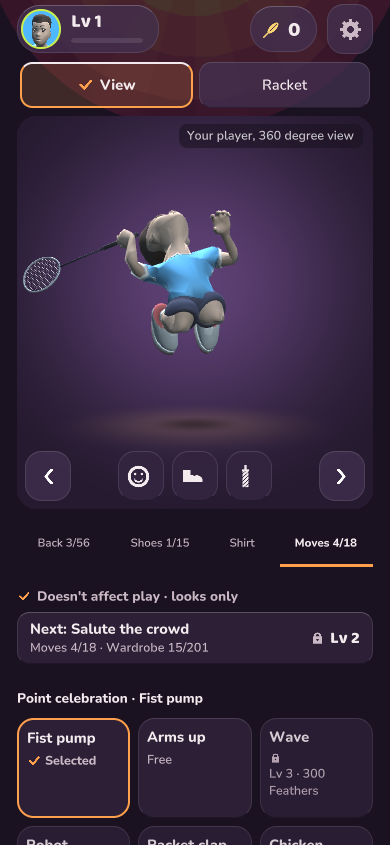 Lv 1
0
View
Racket
Your player, 360 degree view
Back 3/56
Shoes 1/15
Shirt
Moves 4/18
Doesn't affect play · looks only
Next: Salute the crowd
Moves 4/18 · Wardrobe 15/201
Lv 2
Point celebration · Fist pump
Fist pump
Selected
Arms up
Free
Wave
Lv 3 · 300
Feathers
Robot
Racket clap
Chicken